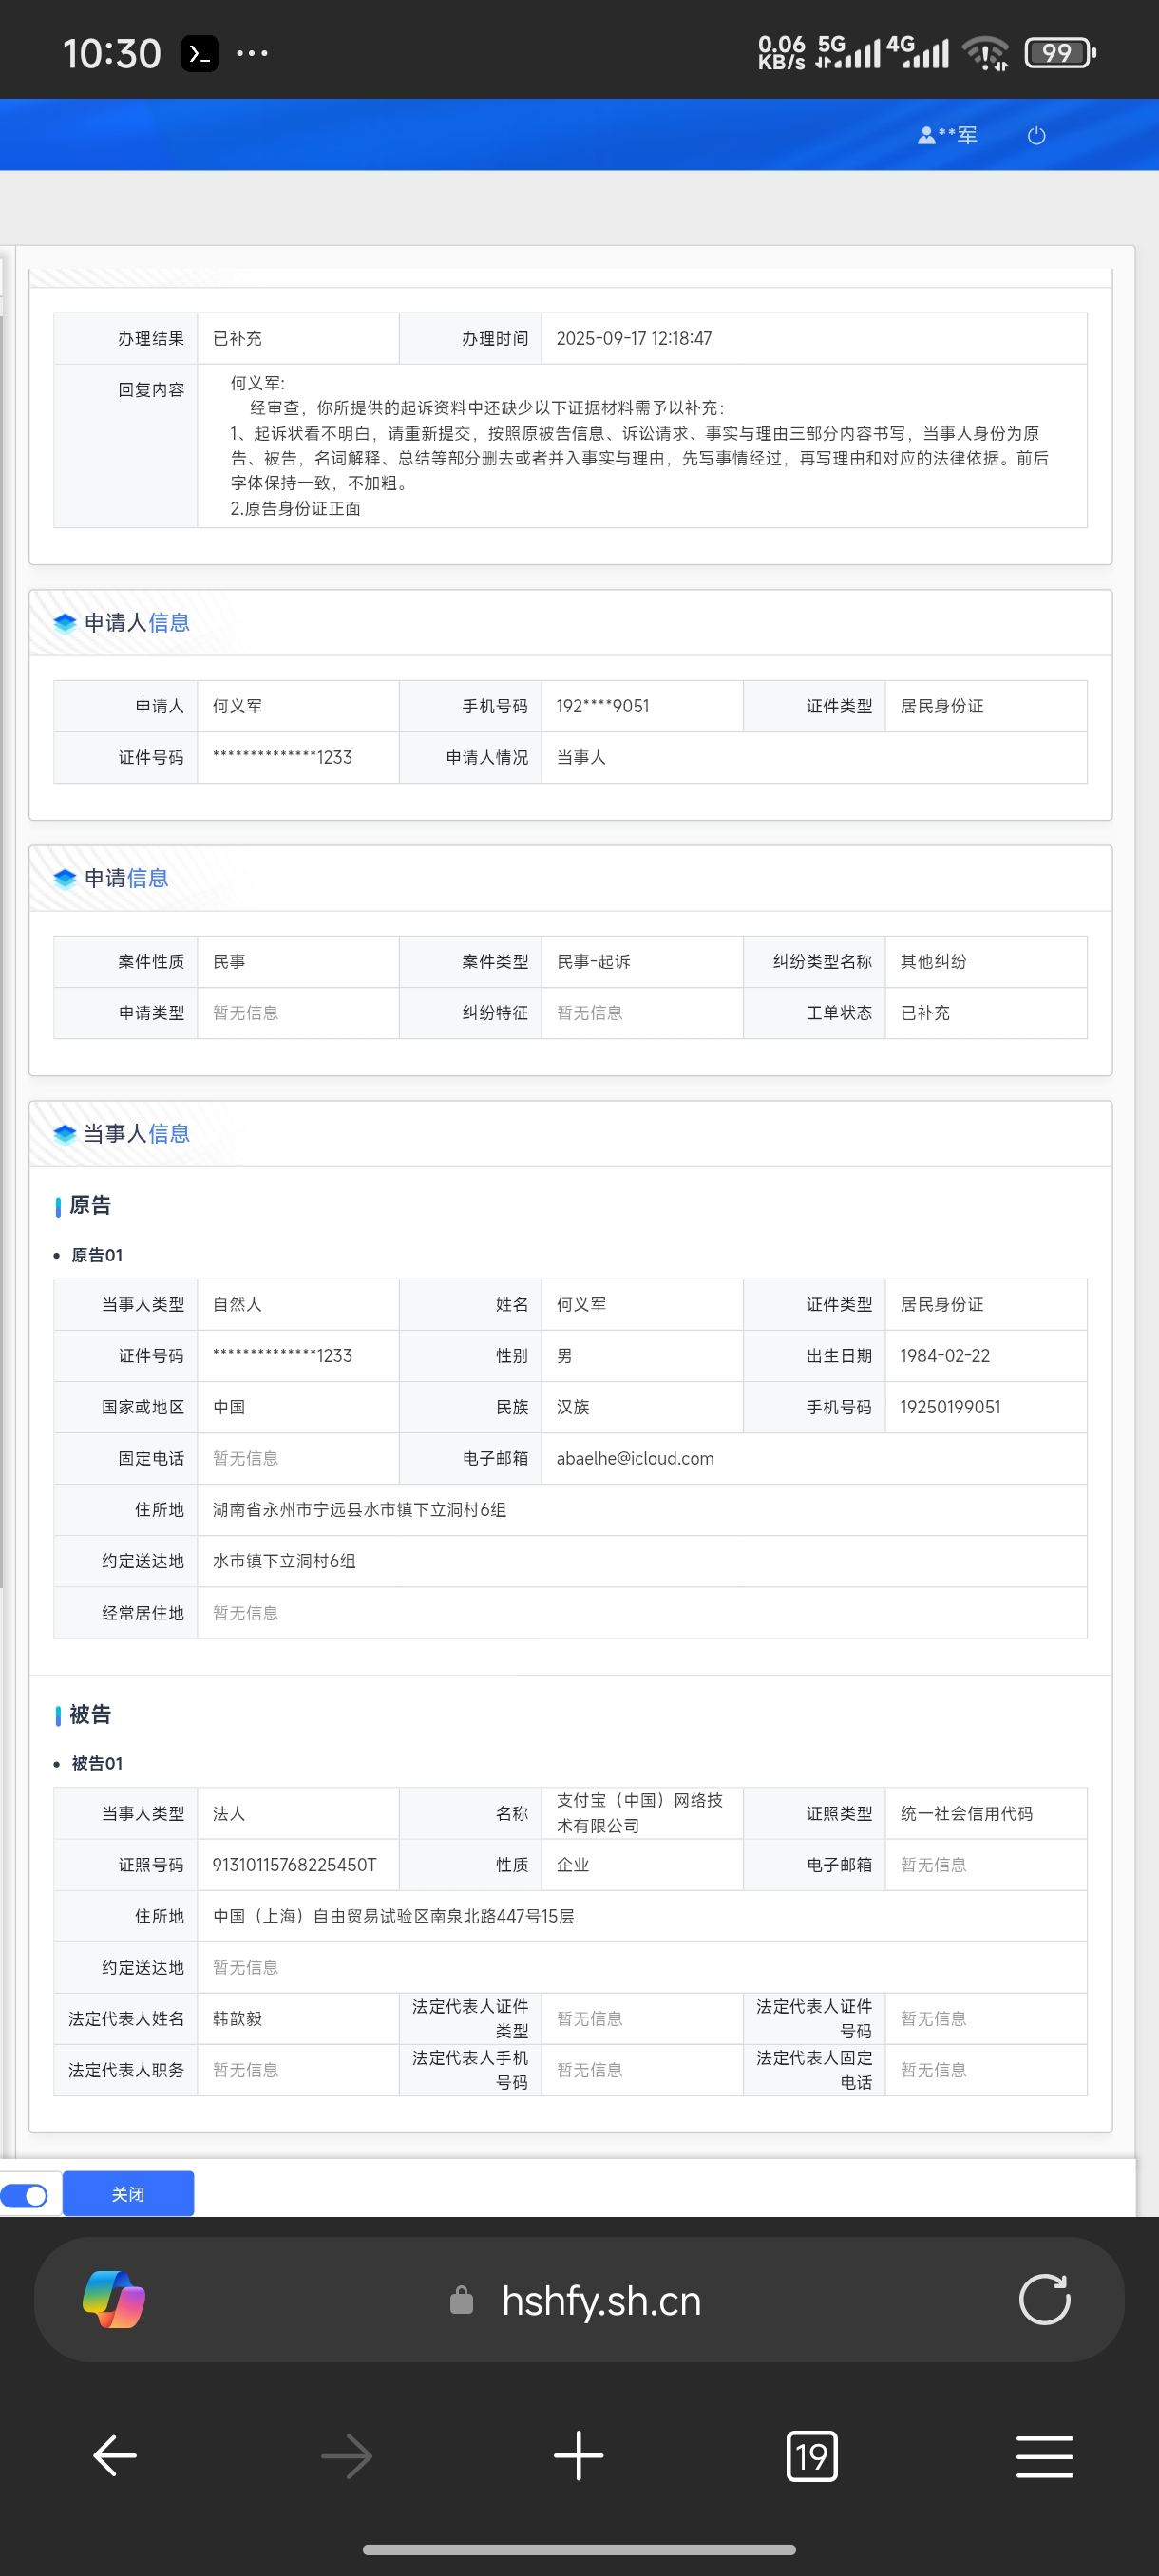 10:30 ... 0.06 KB/s 5G 4G 99
**军
办理结果 已补充 办理时间 2025-09-17 12:18:47
回复内容
何义军:
经审查，你所提供的起诉资料中还缺少以下证据材料需予以补充：
1、起诉状看不明白，请重新提交，按照原被告信息、诉讼请求、事实与理由三部分内容书写，当事人身份为原
告、被告，名词解释、总结等部分删去或者并入事实与理由，先写事情经过，再写理由和对应的法律依据。前后
字体保持一致，不加粗。
2.原告身份证正面
申请人信息
申请人 何义军 手机号码 192****9051 证件类型 居民身份证
证件号码 **************1233 申请人情况 当事人
申请信息
案件性质 民事 案件类型 民事-起诉 纠纷类型名称 其他纠纷
申请类型 暂无信息 纠纷特征 暂无信息 工单状态 已补充
当事人信息
原告
• 原告01
当事人类型 自然人 姓名 何义军 证件类型 居民身份证
证件号码 **************1233 性别 男 出生日期 1984-02-22
国家或地区 中国 民族 汉族 手机号码 19250199051
固定电话 暂无信息 电子邮箱 abaelhe@icloud.com
住所地 湖南省永州市宁远县水市镇下立洞村6组
约定送达地 水市镇下立洞村6组
经常居住地 暂无信息
被告
• 被告01
当事人类型 法人 名称 支付宝（中国）网络技术有限公司 证照类型 统一社会信用代码
证照号码 91310115768225450T 性质 企业 电子邮箱 暂无信息
住所地 中国（上海）自由贸易试验区南泉北路447号15层
约定送达地 暂无信息
法定代表人姓名 韩歆毅 法定代表人证件类型 暂无信息 法定代表人证件号码 暂无信息
法定代表人职务 暂无信息 法定代表人手机号码 暂无信息 法定代表人固定电话 暂无信息
关闭
hshfy.sh.cn
19